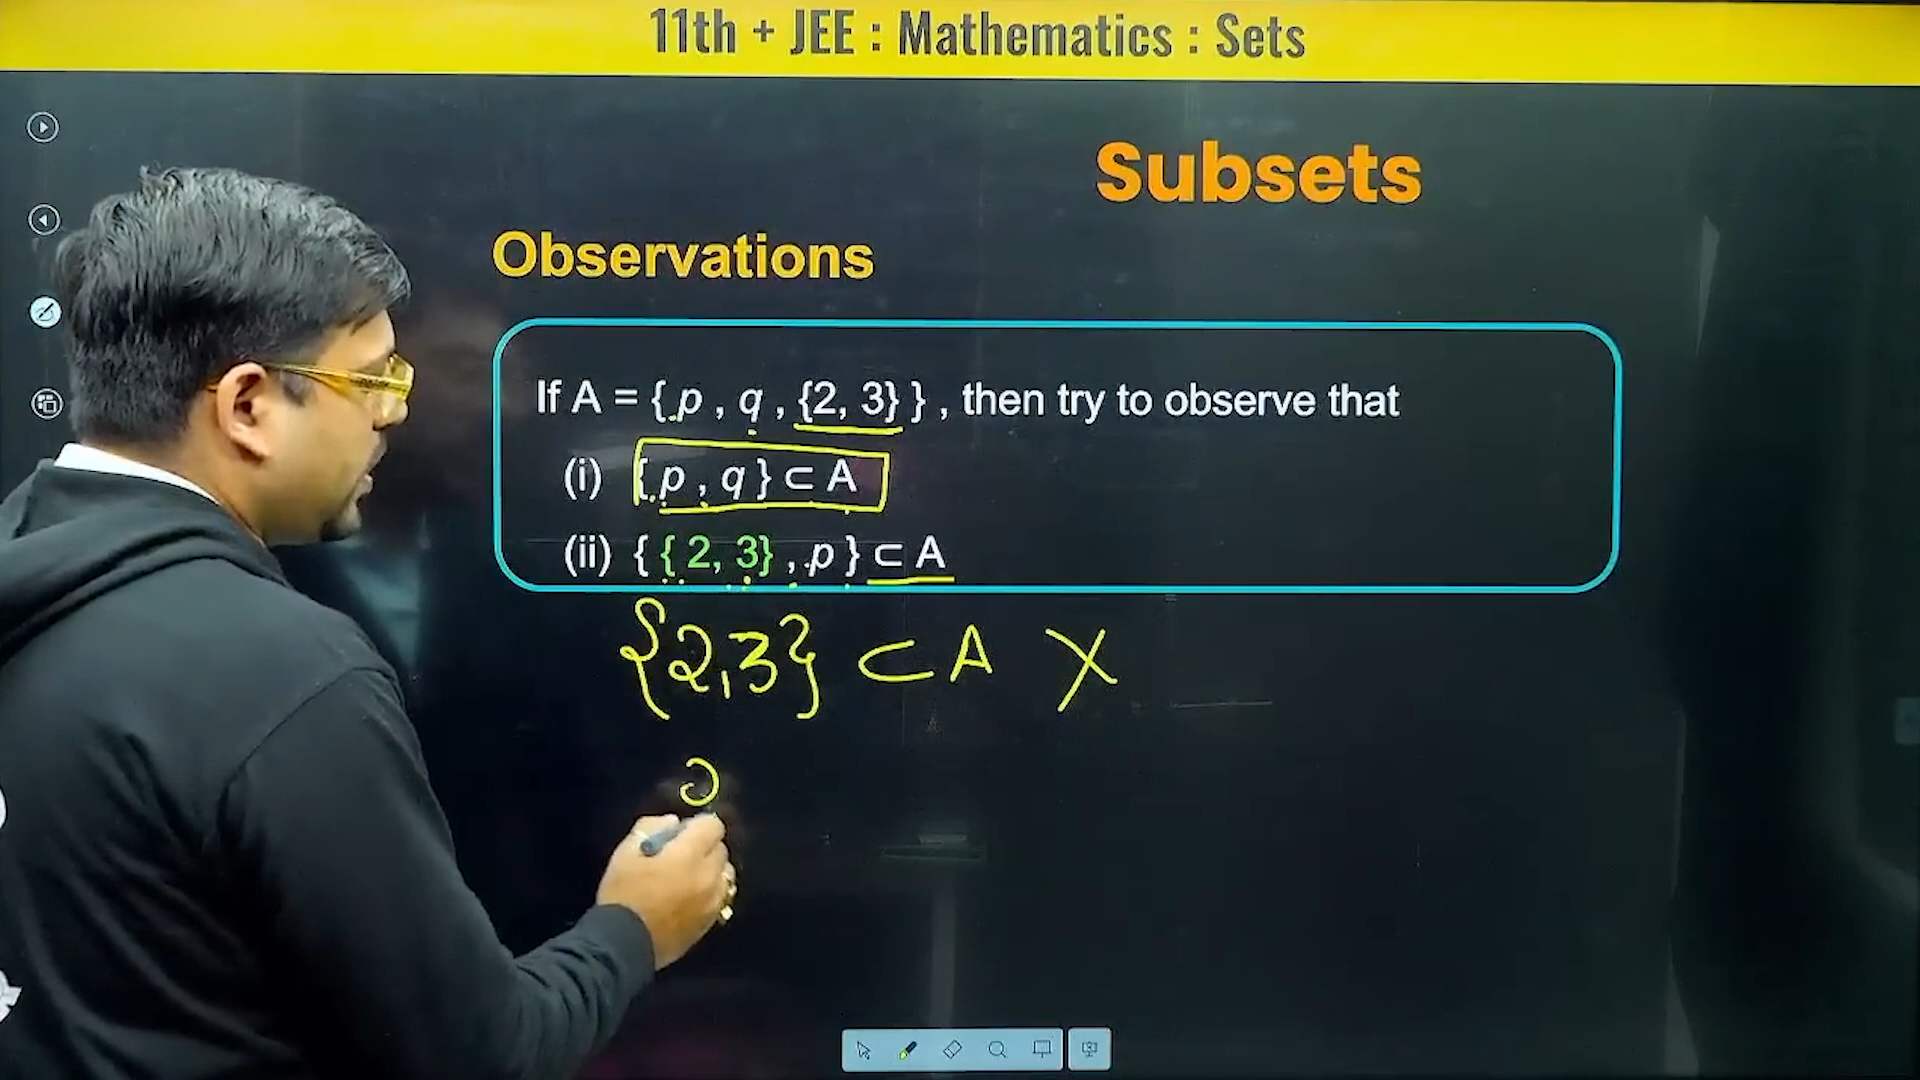 11th + JEE : Mathematics : Sets
Subsets
Observations
If A = { p , q , {2, 3} } , then try to observe that
(i) { p , q } ⊂ A
(ii) { { 2, 3} , p } ⊂ A
{2,3} ⊂ A X